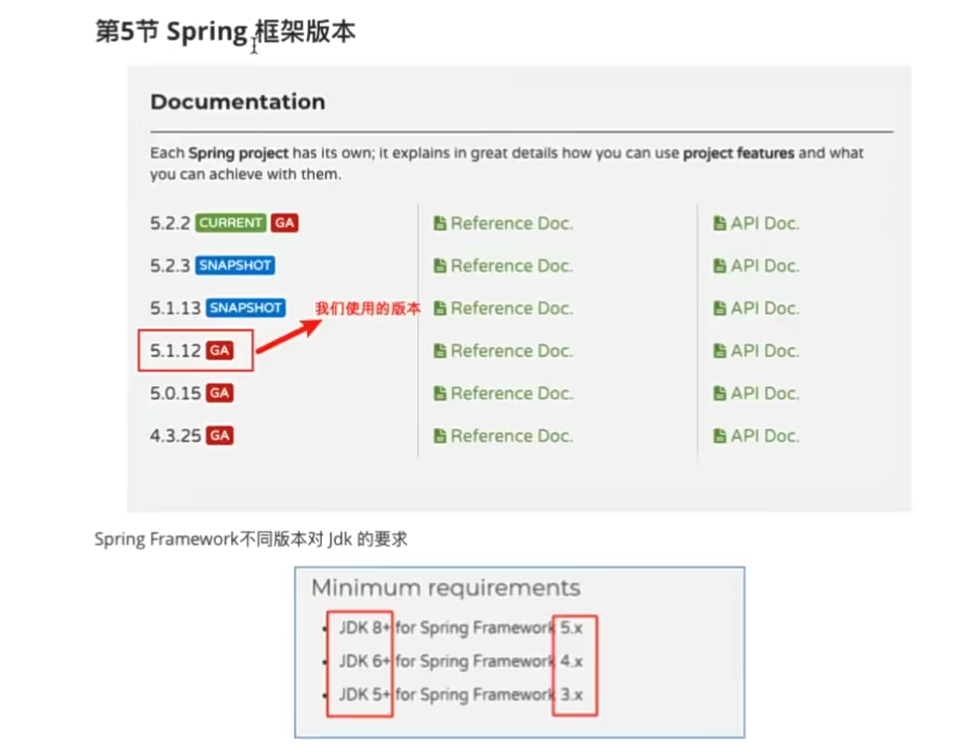 第5节 Spring 框架版本
Documentation
Each Spring project has its own; it explains in great details how you can use project features and what
you can achieve with them.
5.2.2 CURRENT GA Reference Doc. API Doc.
5.2.3 SNAPSHOT Reference Doc. API Doc.
5.1.13 SNAPSHOT 我们使用的版本 Reference Doc. API Doc.
5.1.12 GA Reference Doc. API Doc.
5.0.15 GA Reference Doc. API Doc.
4.3.25 GA Reference Doc. API Doc.
Spring Framework不同版本对 Jdk 的要求
Minimum requirements
• JDK 8+ for Spring Framework 5.x
• JDK 6+ for Spring Framework 4.x
• JDK 5+ for Spring Framework 3.x